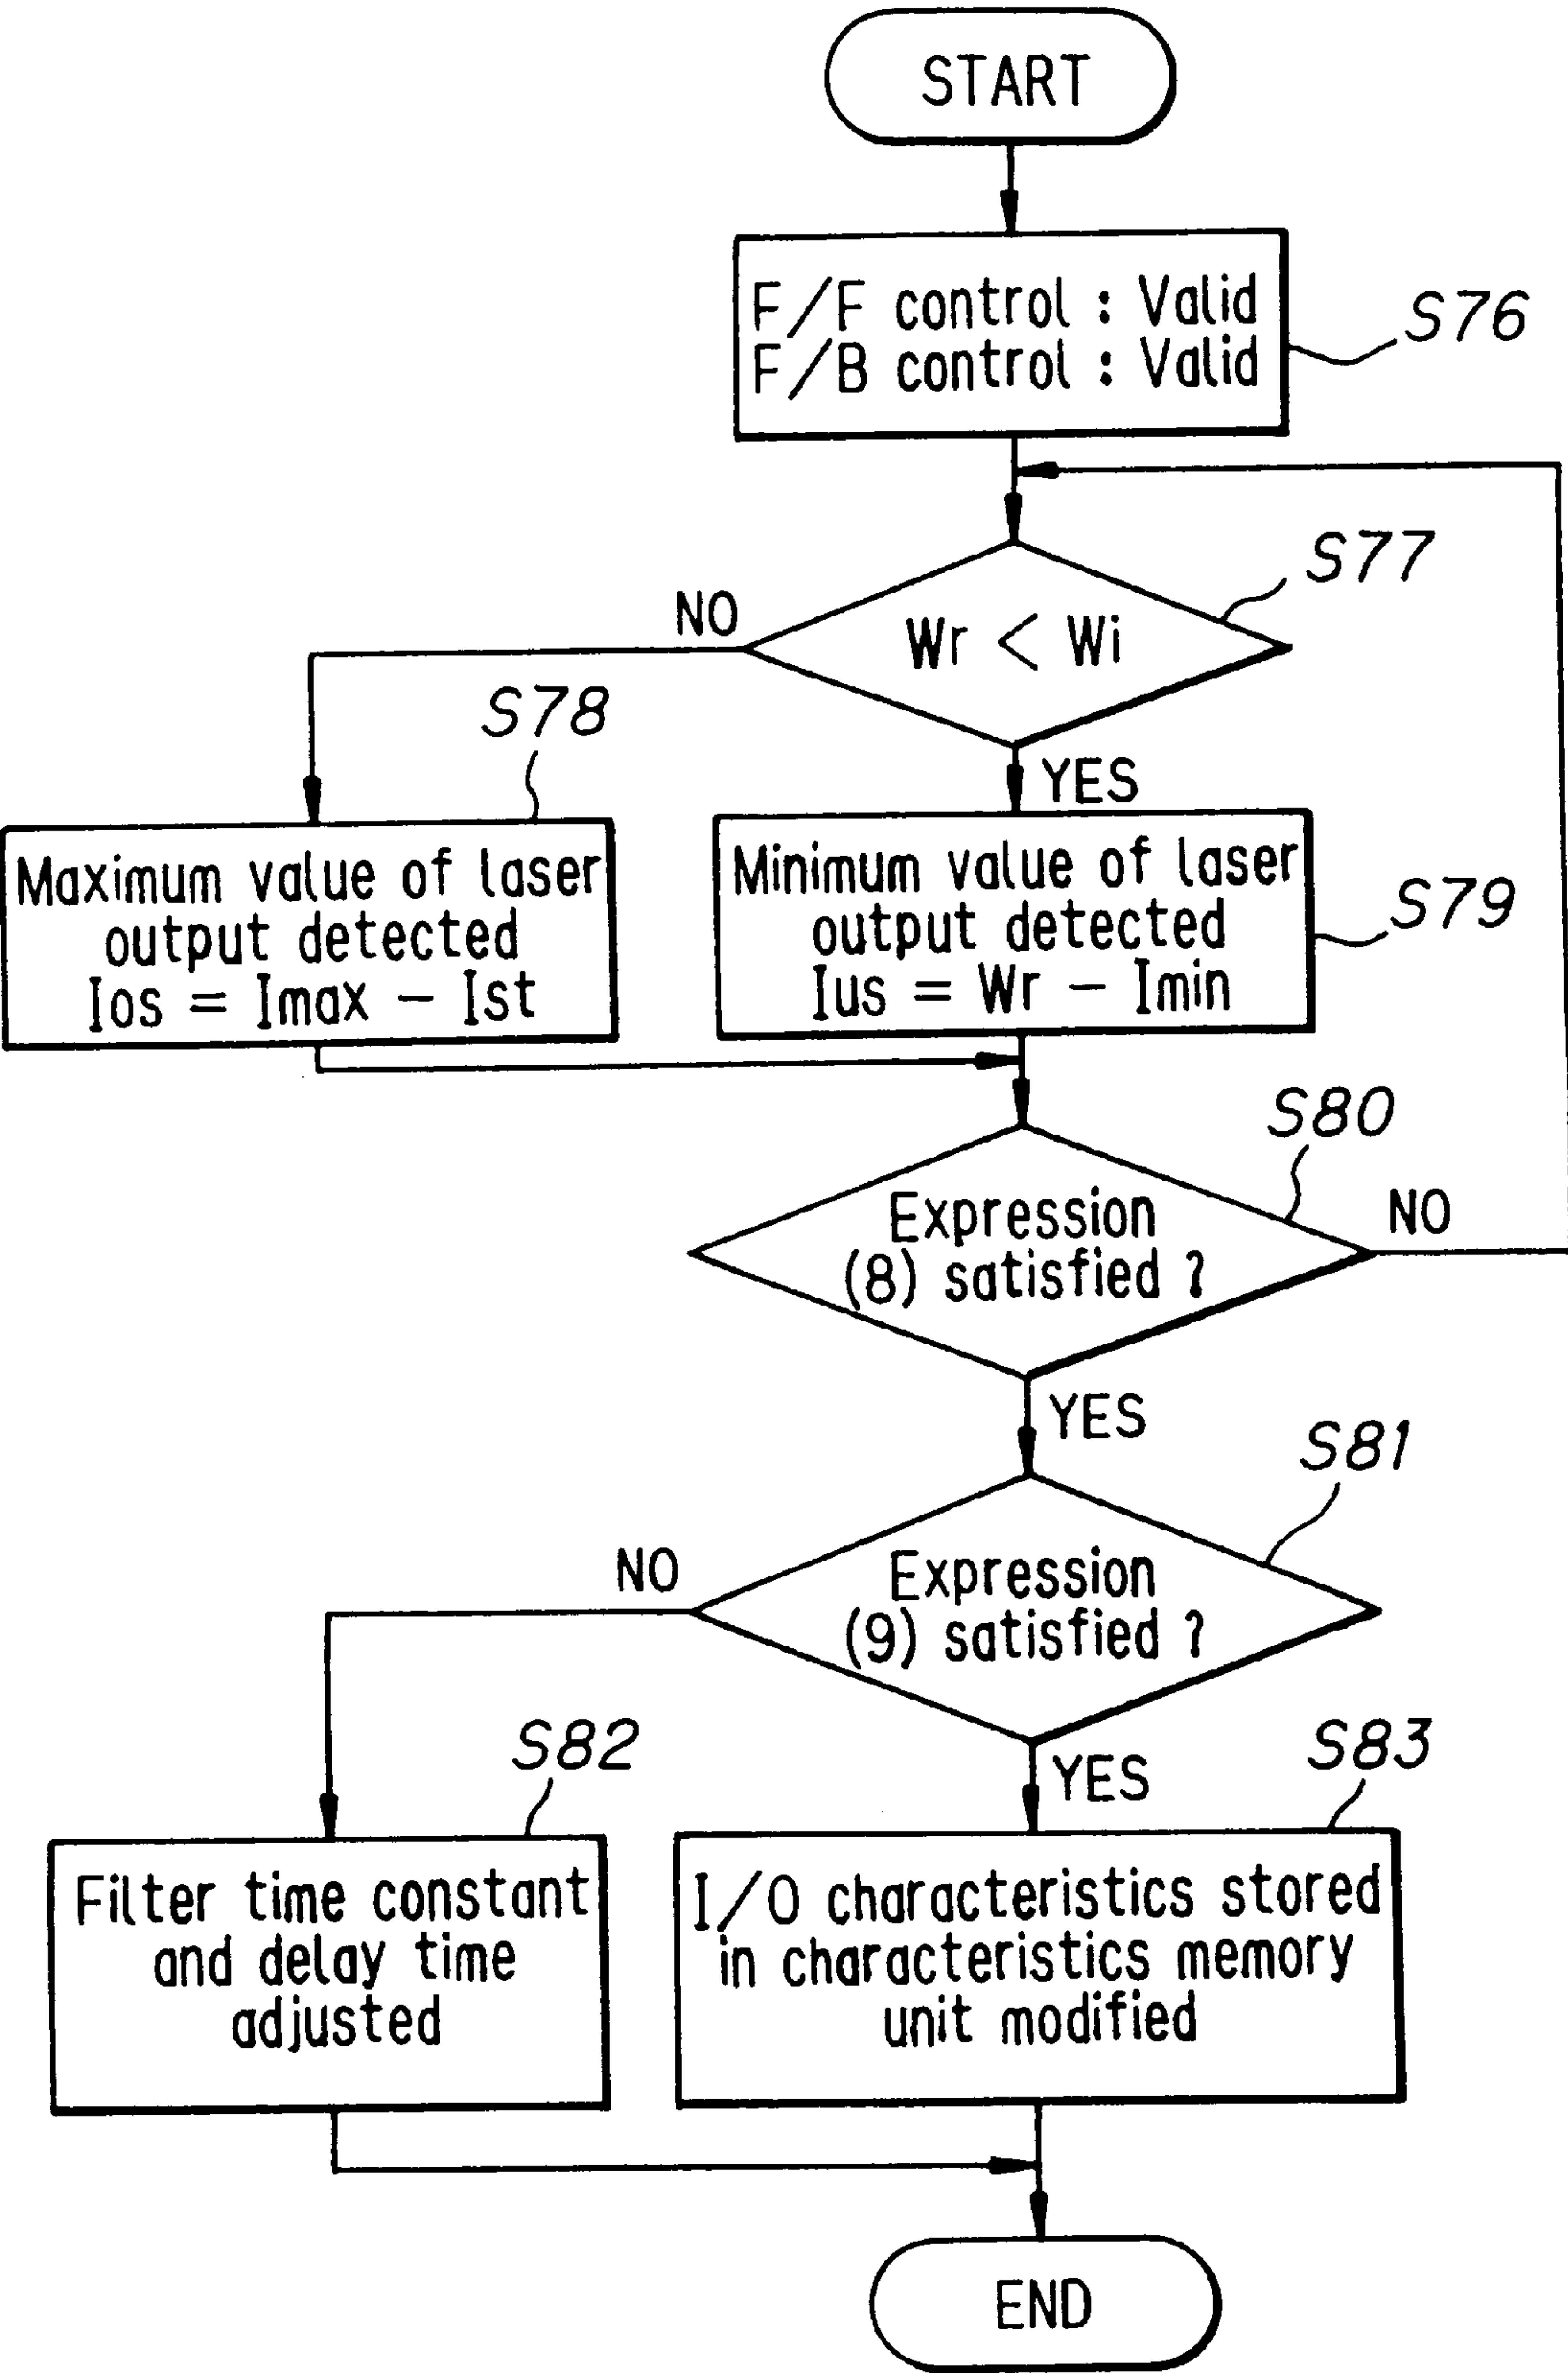 START
F/F control : Valid
F/B control : Valid
S76
S77
NO
Wr < Wi
S78
YES
Maximum value of laser
output detected
Ios = Imax − Ist
Minimum value of laser
output detected
Ius = Wr − Imin
S79
S80
Expression
(8) satisfied ?
NO
YES
S81
NO
Expression
(9) satisfied ?
S82
YES
S83
Filter time constant
and delay time
adjusted
I/O characteristics stored
in characteristics memory
unit modified
END